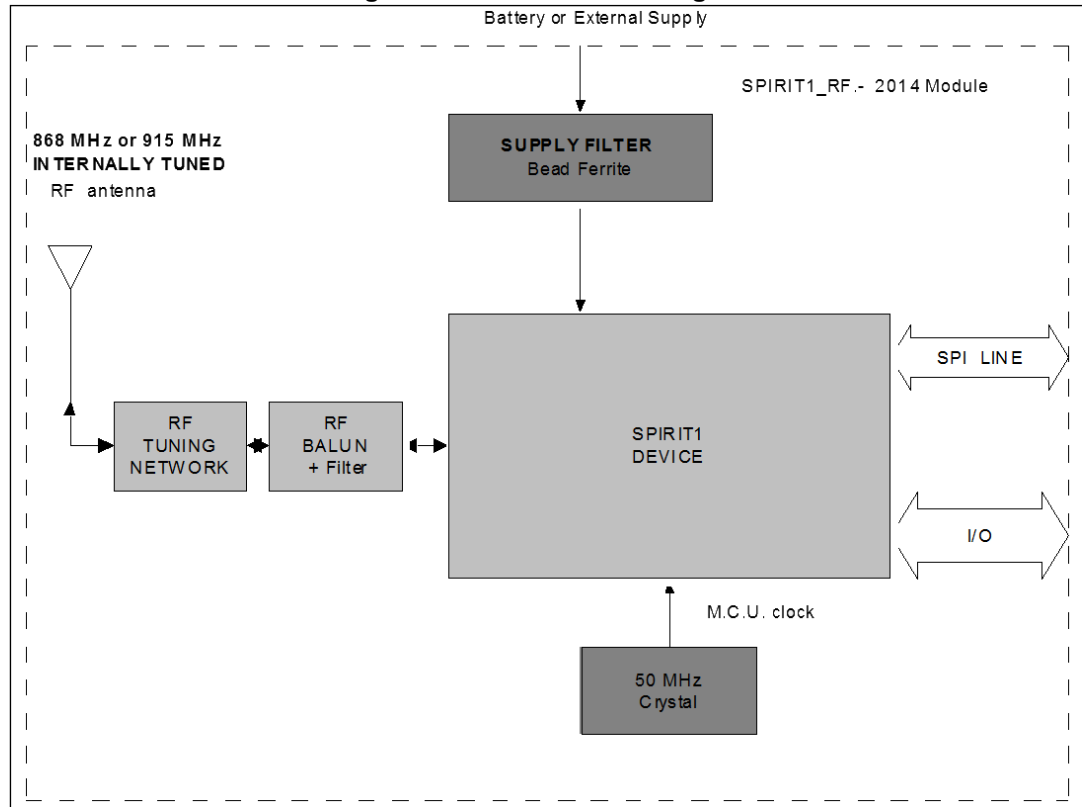 Battery or External Supply
SPIRIT1_RF.- 2014 Module
868 MHz or 915 MHz
INTERNALLY TUNED
RF antenna
SUPPLY FILTER
Bead Ferrite
SPI LINE
RF
TUNING
NETWORK
RF
BALUN
+ Filter
SPIRIT1
DEVICE
I/O
M.C.U. clock
50 MHz
Crystal